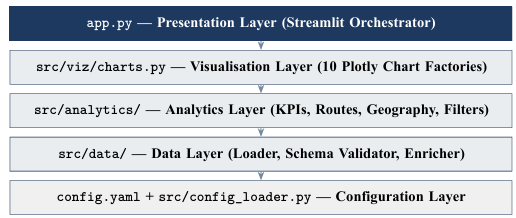 app.py — Presentation Layer (Streamlit Orchestrator)
src/viz/charts.py — Visualisation Layer (10 Plotly Chart Factories)
src/analytics/ — Analytics Layer (KPIs, Routes, Geography, Filters)
src/data/ — Data Layer (Loader, Schema Validator, Enricher)
config.yaml + src/config_loader.py — Configuration Layer